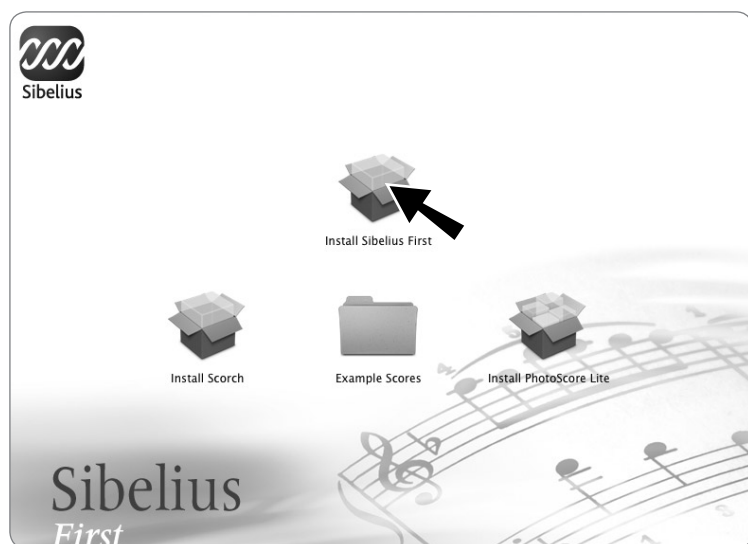 Sibelius
Install Sibelius First
Install Scorch
Example Scores
Install PhotoScore Lite
Sibelius
First